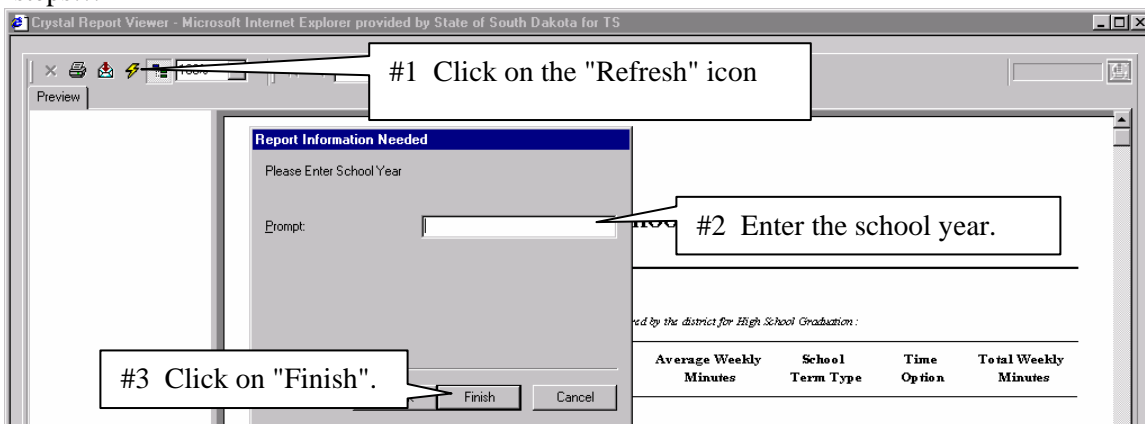 Crystal Report Viewer - Microsoft Internet Explorer provided by State of South Dakota for TS
#1 Click on the "Refresh" icon
Preview
Report Information Needed
Please Enter School Year
Prompt:
#2 Enter the school year.
red by the district for High School Graduation :
Average Weekly Minutes
School Term Type
Time Option
Total Weekly Minutes
#3 Click on "Finish".
Finish
Cancel